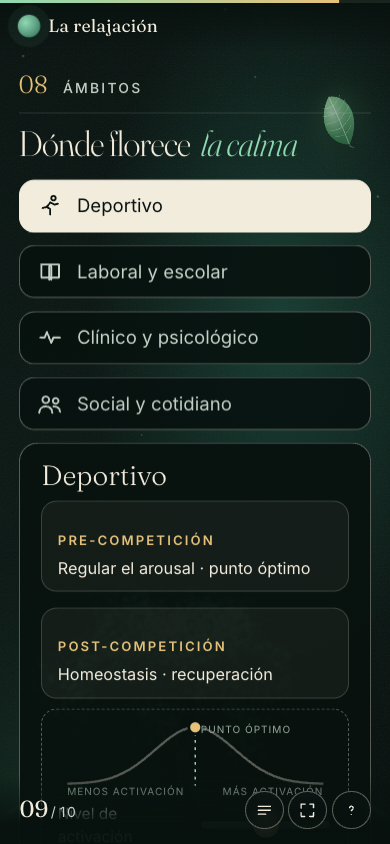 La relajación
08 ÁMBITOS
Dónde florece la calma
Deportivo
Laboral y escolar
Clínico y psicológico
Social y cotidiano
Deportivo
PRE-COMPETICIÓN
Regular el arousal · punto óptimo
POST-COMPETICIÓN
Homeostasis · recuperación
PUNTO ÓPTIMO
MENOS ACTIVACIÓN MÁS ACTIVACIÓN
Nivel de
activación
09 / 10 ?